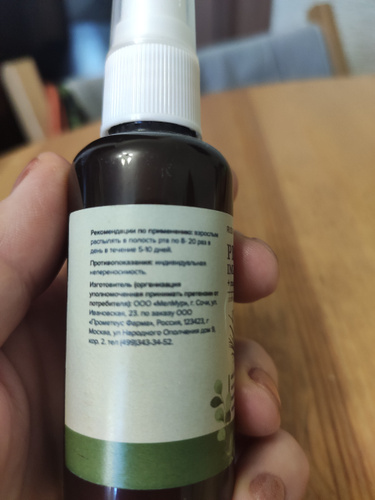 Рекомендации по применению: взрослым
распылять в полость рта по 8- 20 раз в
день в течение 5-10 дней.
Противопоказания: индивидуальная
непереносимость.
Изготовитель (организация
уполномоченная принимать претензии от
потребителя): ООО «МелМур», г. Сочи, ул.
Ивановская, 23. по заказу ООО
«Прометеус Фарма», Россия, 123423, г
Москва, ул Народного Ополчения дом 9,
кор. 2. тел (499)343-34-52.